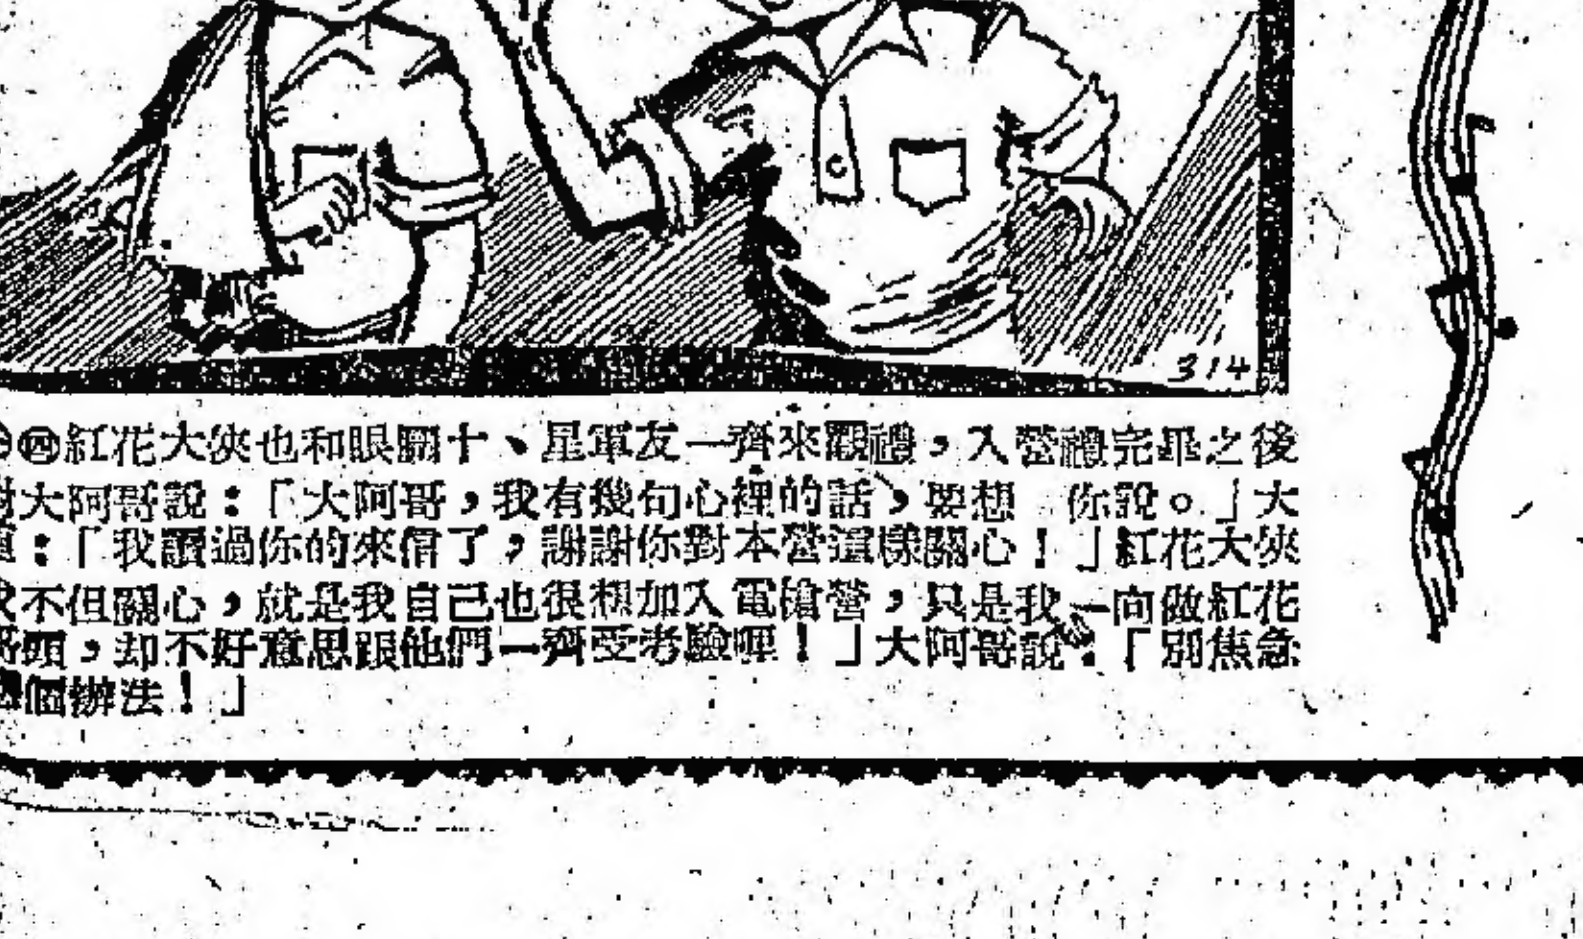 314
㊃紅花大俠也和眼鬭十、星軍友一齊來觀禮，入營禮完畢之後
大阿哥說：「大阿哥，我有幾句心裡的話，要想 你說。」大
：「我讀過你的來信了，謝謝你對本營這樣關心！」紅花大俠
不但關心，就是我自己也很想加入電槍營，只是我一向做紅花
頭，却不好意思跟他們一齊受考驗喱！」大阿哥說：「別焦急
個辦法！」